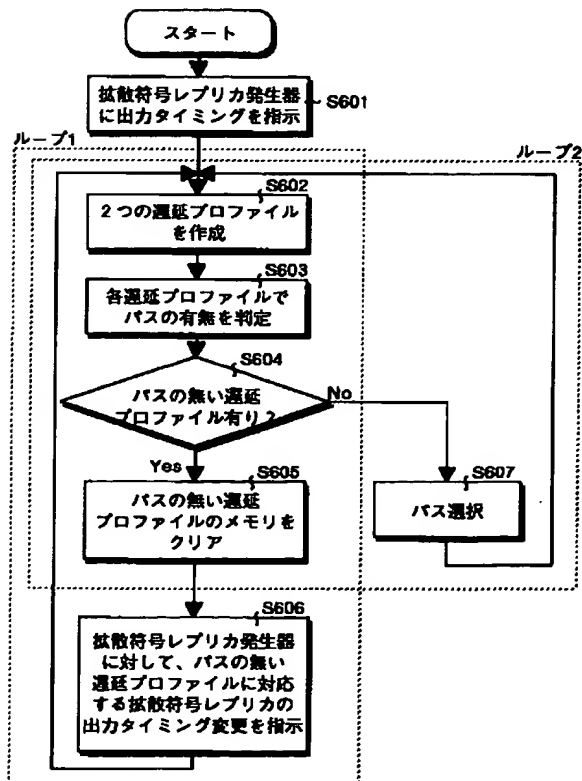 スタート
拡散符号レプリカ発生器
に出力タイミングを指示
S601
ループ1
ループ2
S602
2つの遅延プロファイル
を作成
S603
各遅延プロファイルで
パスの有無を判定
S604
パスの無い遅延
プロファイル有り?
No
Yes
S605
パスの無い遅延
プロファイルのメモリを
クリア
S607
パス選択
S606
拡散符号レプリカ発生器
に対して、パスの無い
遅延プロファイルに対応
する拡散符号レプリカの
出力タイミング変更を指示